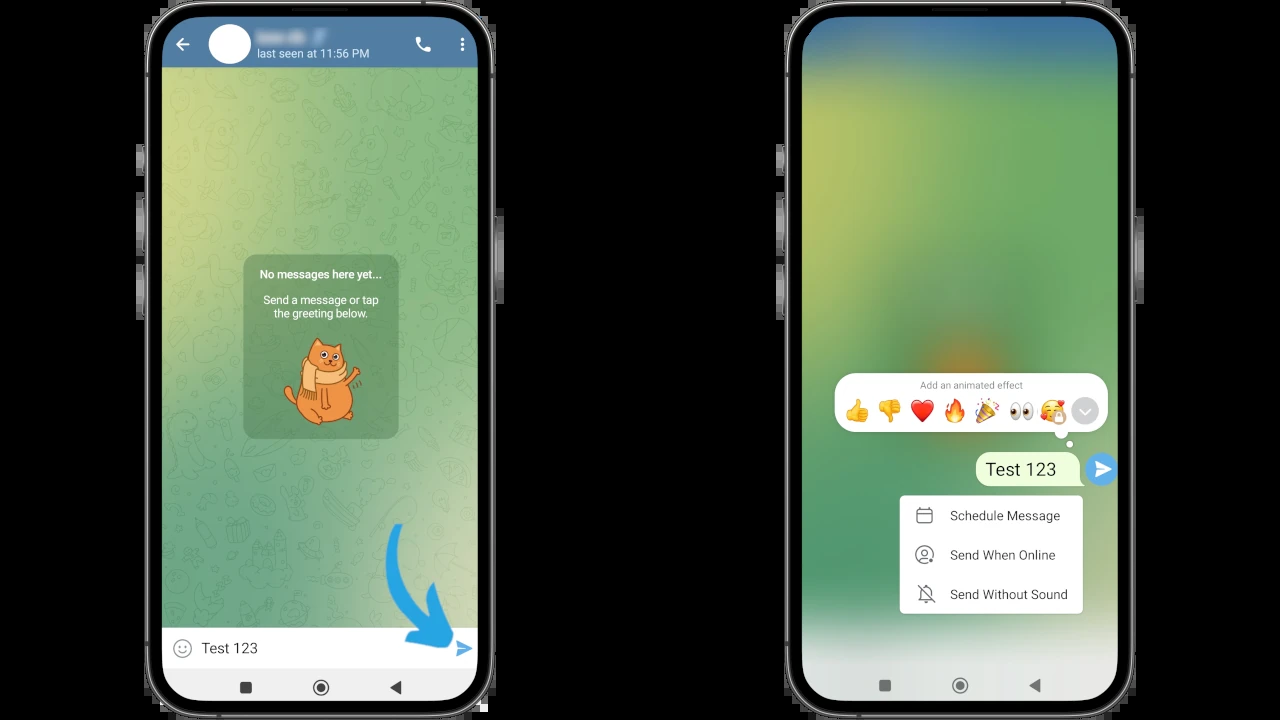 last seen at 11:56 PM
No messages here yet...
Send a message or tap
the greeting below.
Test 123
Add an animated effect
Test 123
Schedule Message
Send When Online
Send Without Sound